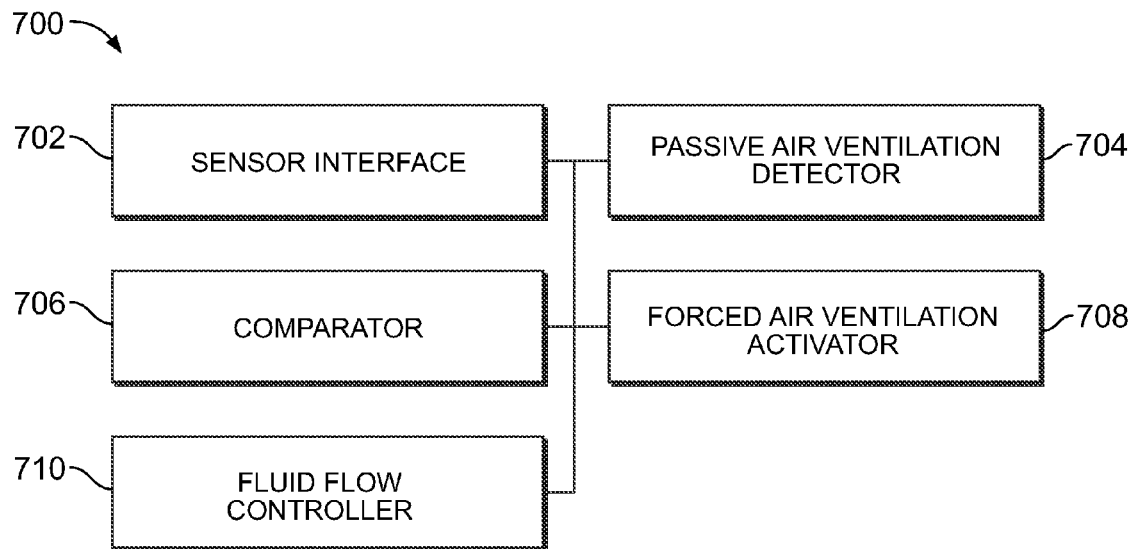 700
702
SENSOR INTERFACE
PASSIVE AIR VENTILATION
DETECTOR
704
706
COMPARATOR
FORCED AIR VENTILATION
ACTIVATOR
708
710
FLUID FLOW
CONTROLLER